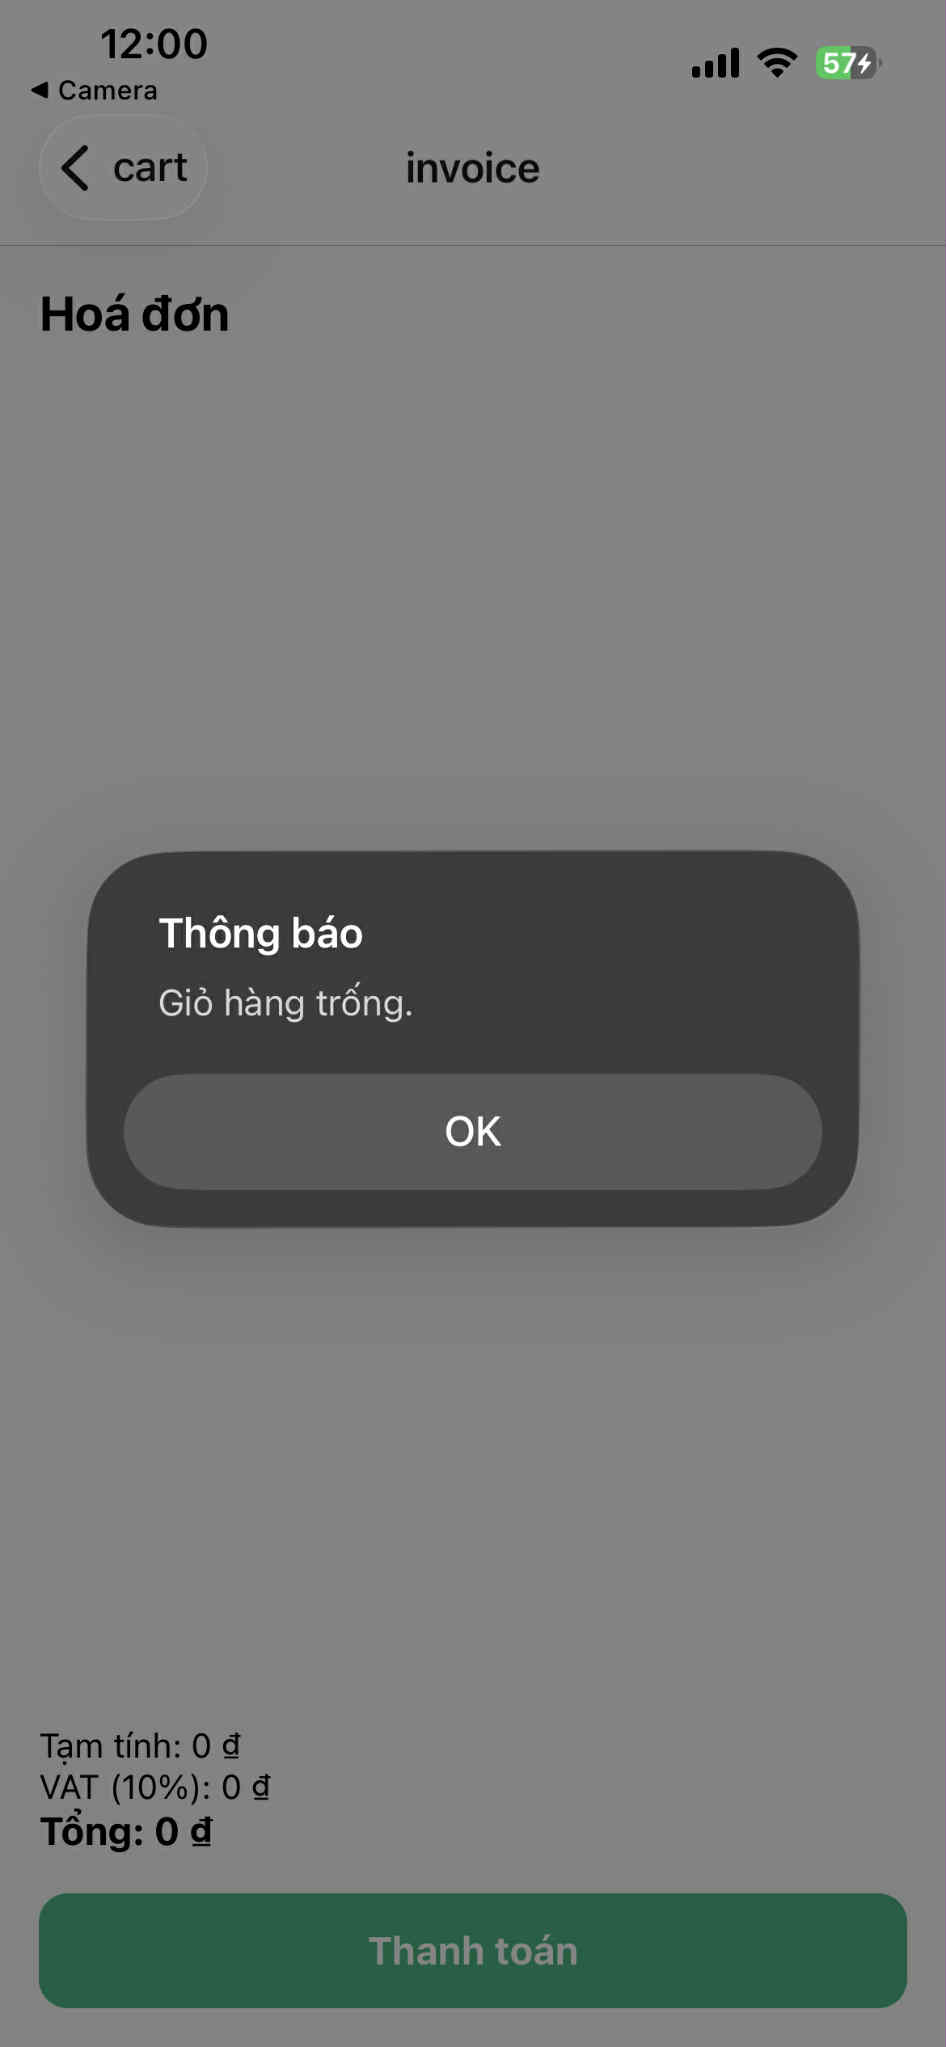 12:00
57
Camera
cart
invoice
Hoá đơn
Thông báo
Giỏ hàng trống.
OK
Tạm tính: 0 ₫
VAT (10%): 0 ₫
Tổng: 0 ₫
Thanh toán